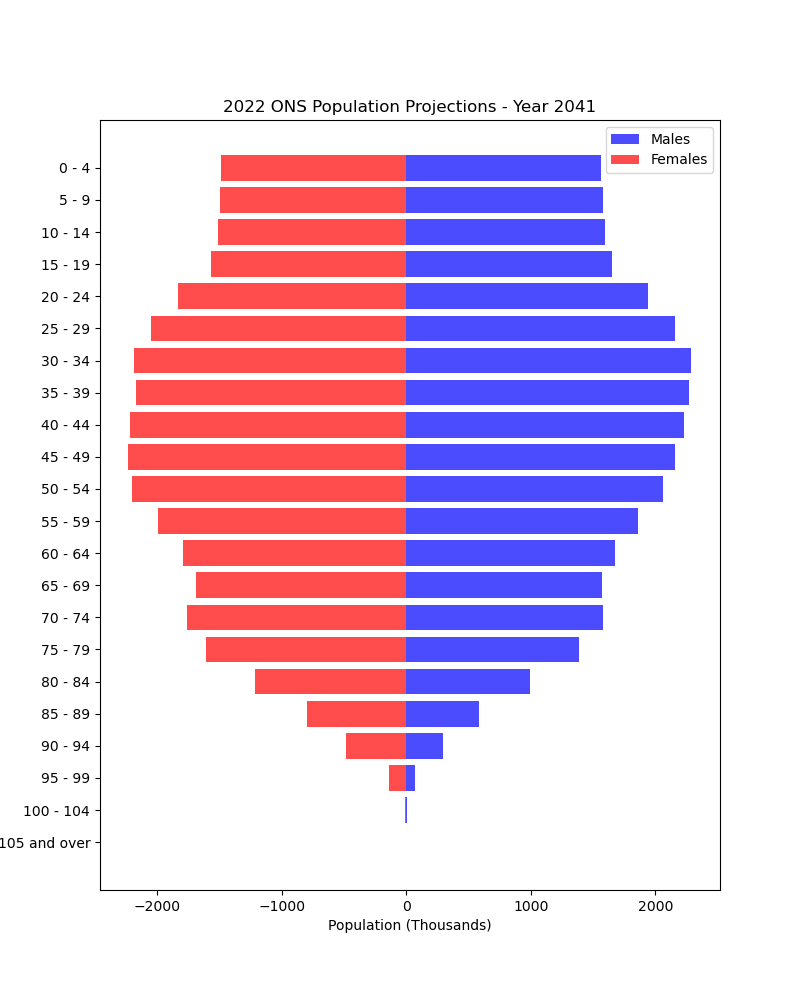 2022 ONS Population Projections - Year 2041
Males
Females
0 - 4
5 - 9
10 - 14
15 - 19
20 - 24
25 - 29
30 - 34
35 - 39
40 - 44
45 - 49
50 - 54
55 - 59
60 - 64
65 - 69
70 - 74
75 - 79
80 - 84
85 - 89
90 - 94
95 - 99
100 - 104
105 and over
−2000 −1000 0 1000 2000
Population (Thousands)